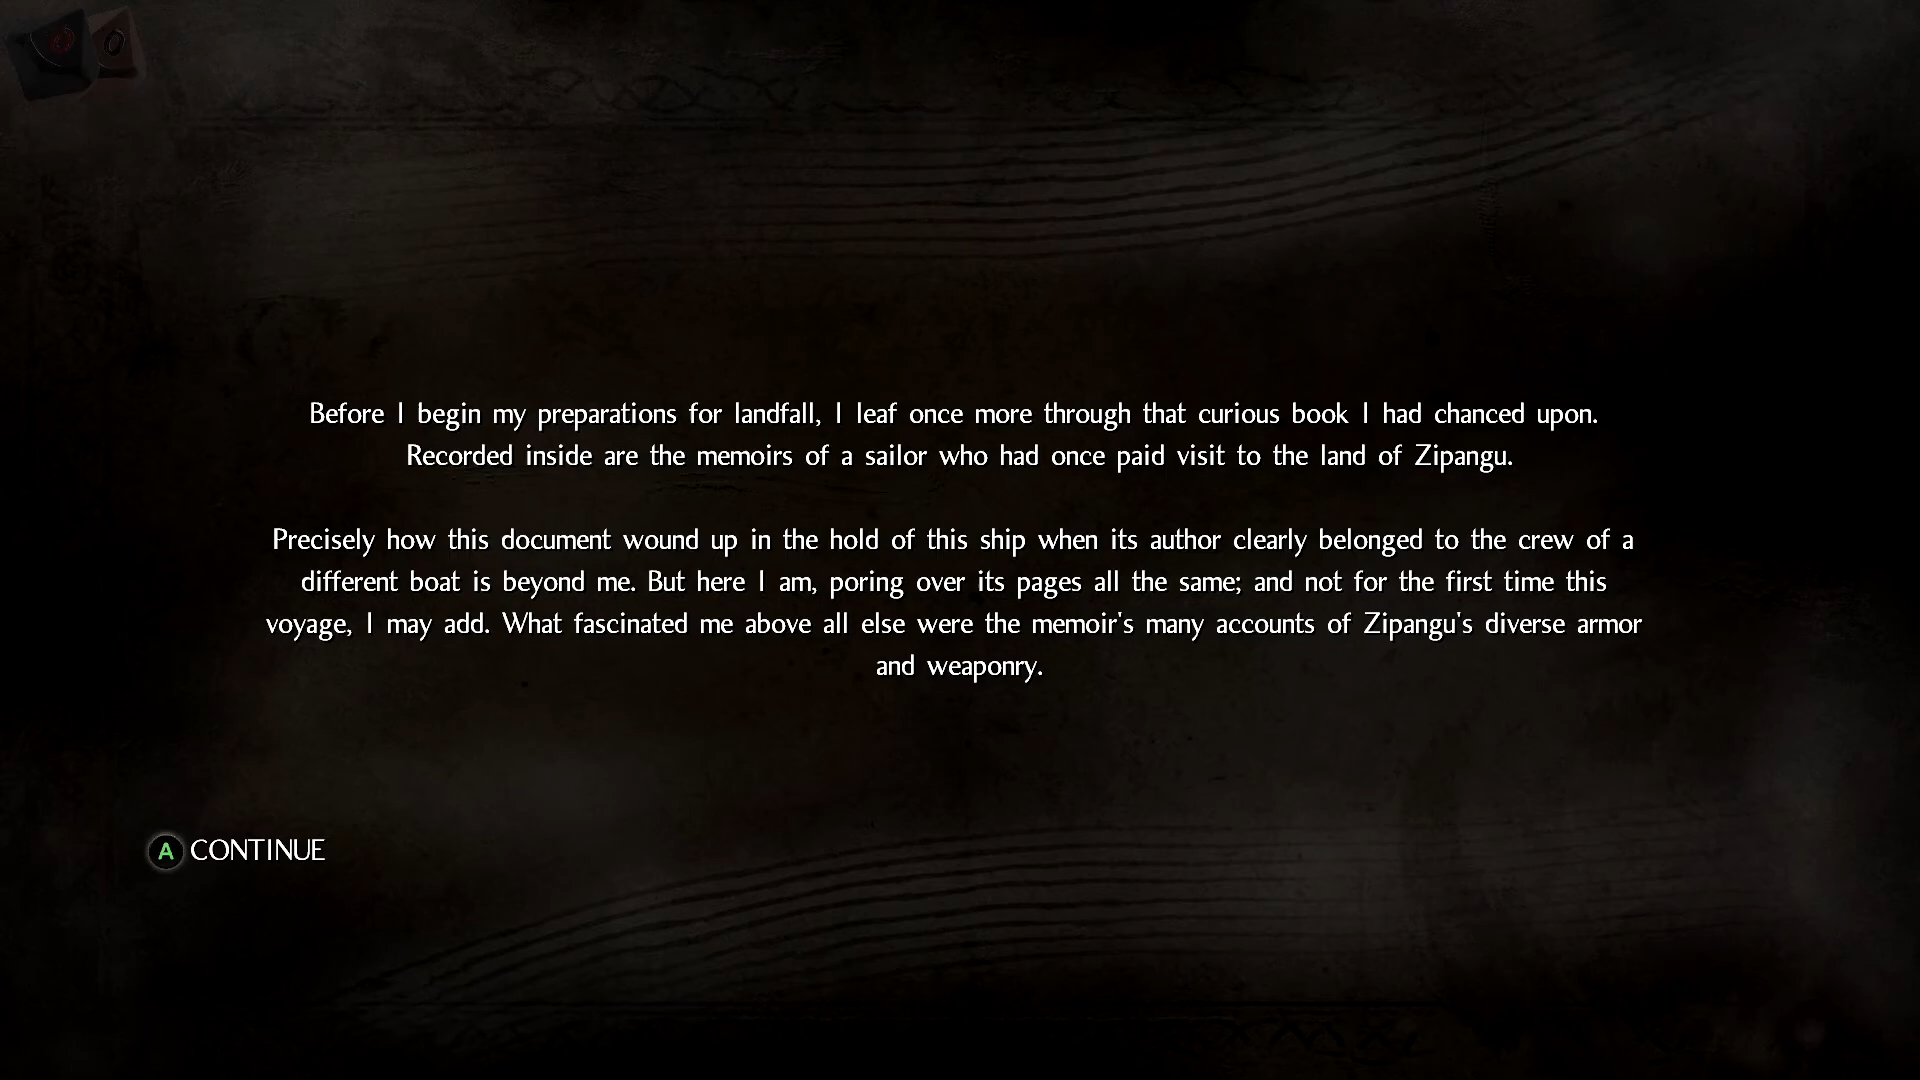 Before I begin my preparations for landfall, I leaf once more through that curious book I had chanced upon.
Recorded inside are the memoirs of a sailor who had once paid visit to the land of Zipangu.
Precisely how this document wound up in the hold of this ship when its author clearly belonged to the crew of a
different boat is beyond me. But here I am, poring over its pages all the same; and not for the first time this
voyage, I may add. What fascinated me above all else were the memoir's many accounts of Zipangu's diverse armor
and weaponry.
A CONTINUE